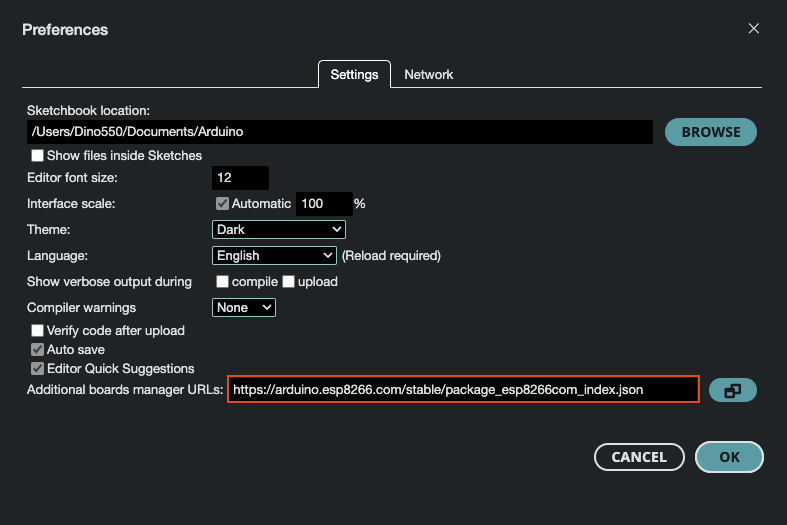 Preferences
Settings Network
Sketchbook location:
/Users/Dino550/Documents/Arduino BROWSE
Show files inside Sketches
Editor font size: 12
Interface scale: Automatic 100 %
Theme: Dark
Language: English (Reload required)
Show verbose output during compile upload
Compiler warnings None
Verify code after upload
Auto save
Editor Quick Suggestions
Additional boards manager URLs: https://arduino.esp8266.com/stable/package_esp8266com_index.json
CANCEL OK